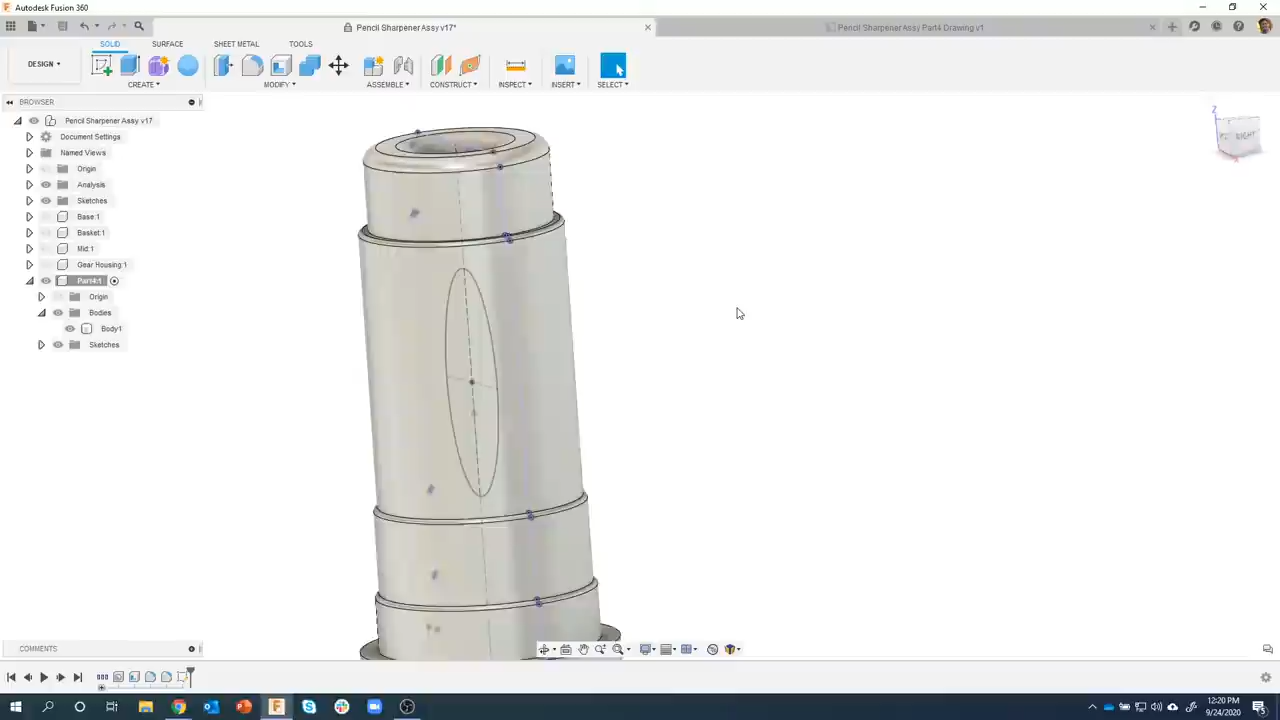 Autodesk Fusion 360
Pencil Sharpener Assy v17*
Pencil Sharpener Assy Part4 Drawing v1
DESIGN
SOLID
SURFACE
SHEET METAL
TOOLS
CREATE
MODIFY
ASSEMBLE
CONSTRUCT
INSPECT
INSERT
SELECT
BROWSER
Pencil Sharpener Assy v17
Document Settings
Named Views
Origin
Analysis
Sketches
Base:1
Basket:1
Mid:1
Gear Housing:1
Part4:1
Origin
Bodies
Body1
Sketches
Z
RIGHT
COMMENTS
12:20 PM
9/24/2020